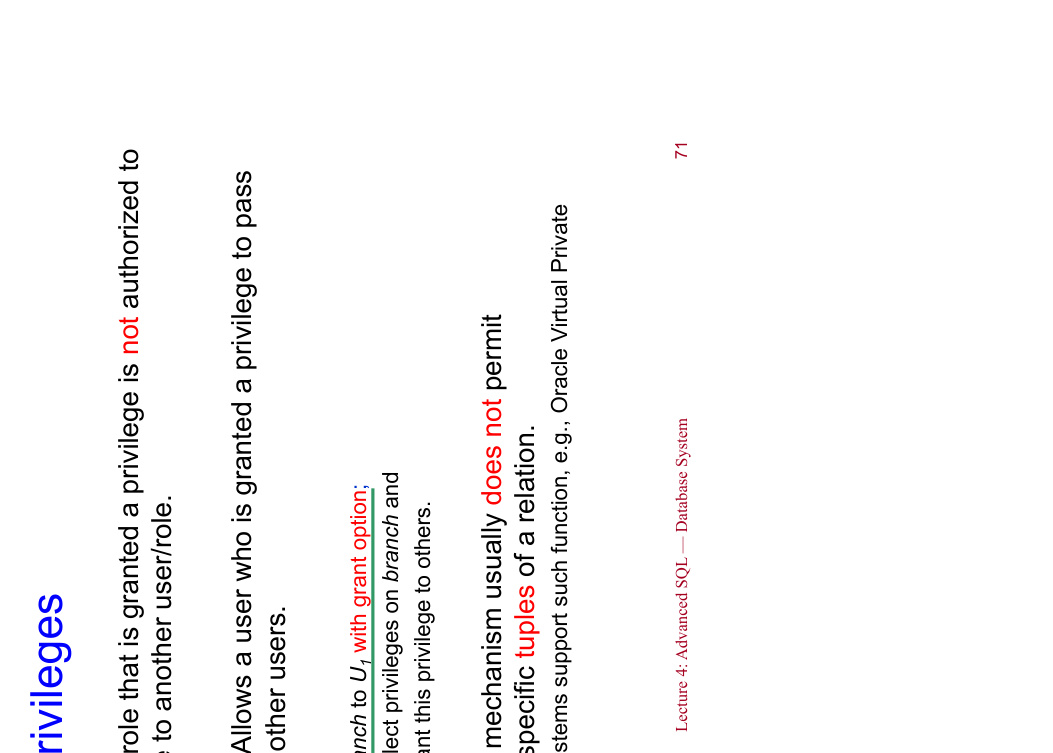 rivileges
role that is granted a privilege is not authorized to
to another user/role.
Allows a user who is granted a privilege to pass
other users.
nch to U1 with grant option;
lect privileges on branch and
ant this privilege to others.
mechanism usually does not permit
specific tuples of a relation.
stems support such function, e.g., Oracle Virtual Private
Lecture 4: Advanced SQL — Database System 71